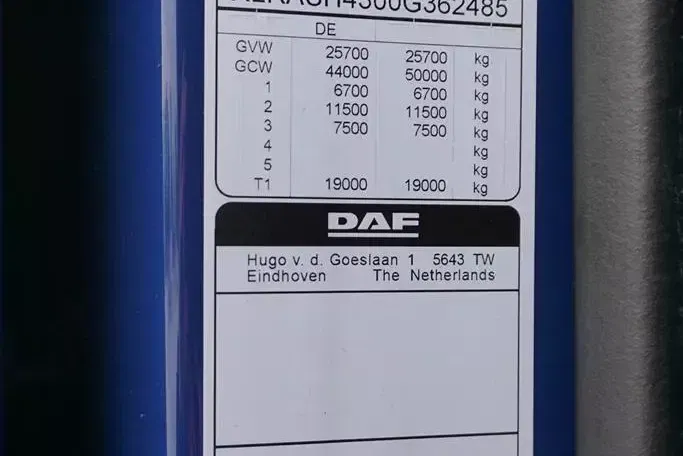 DE
GVW 25700 25700 kg
GCW 44000 50000 kg
1 6700 6700 kg
2 11500 11500 kg
3 7500 7500 kg
4 kg
5 kg
T1 19000 19000 kg
DAF
Hugo v. d. Goeslaan 1 5643 TW
Eindhoven The Netherlands